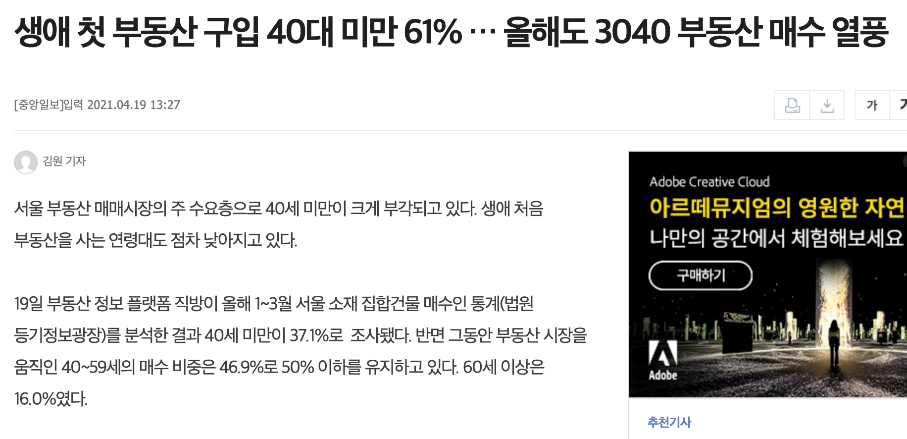 생애 첫 부동산 구입 40대 미만 61% ⋯ 올해도 3040 부동산 매수 열풍
[중앙일보]입력 2021.04.19 13:27
가
김원 기자
서울 부동산 매매시장의 주 수요층으로 40세 미만이 크게 부각되고 있다. 생애 처음
부동산을 사는 연령대도 점차 낮아지고 있다.
19일 부동산 정보 플랫폼 직방이 올해 1~3월 서울 소재 집합건물 매수인 통계(법원
등기정보광장)를 분석한 결과 40세 미만이 37.1%로 조사됐다. 반면 그동안 부동산 시장을
움직인 40~59세의 매수 비중은 46.9%로 50% 이하를 유지하고 있다. 60세 이상은
16.0%였다.
Adobe Creative Cloud
아르떼뮤지엄의 영원한 자연
나만의 공간에서 체험해보세요
구매하기
Adobe
추천기사